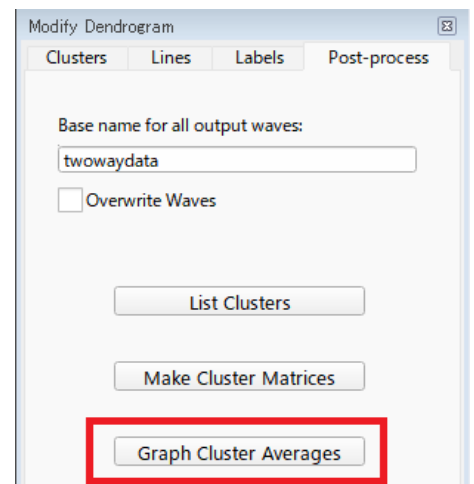 Modify Dendrogram
Clusters Lines Labels Post-process
Base name for all output waves:
twowaydata
Overwrite Waves
List Clusters
Make Cluster Matrices
Graph Cluster Averages